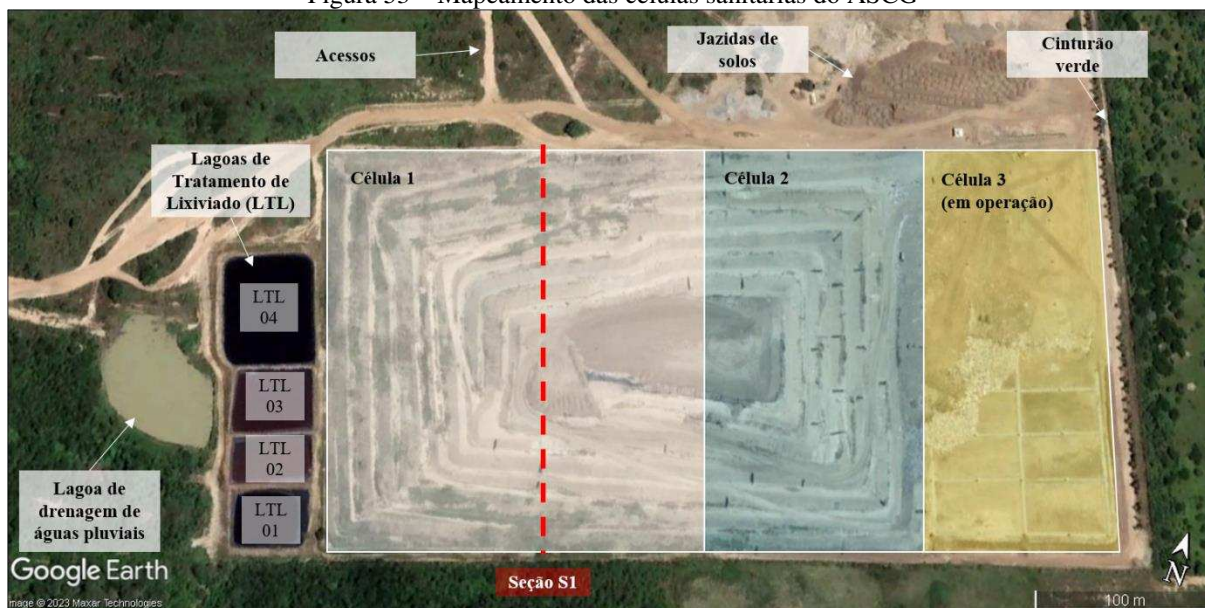 Figura 33 – Mapeamento das células sanitárias do ASCG
Acessos
Jazidas de
solos
Cinturão
verde
Lagoas de
Tratamento de
Lixiviado (LTL)
Célula 1
Célula 2
Célula 3
(em operação)
LTL
04
LTL
03
LTL
02
LTL
01
Lagoa de
drenagem de
águas pluviais
Seção S1
Google Earth
Image © 2023 Maxar Technologies
N
100 m